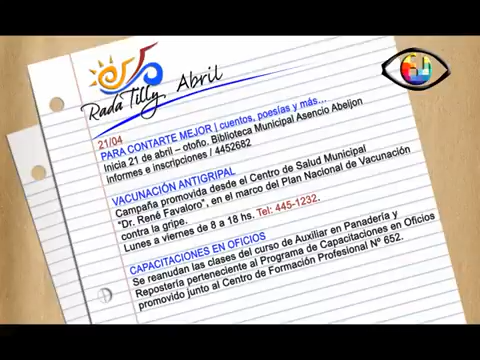 Rada Tilly
Abril
21/04
PARA CONTARTE MEJOR | cuentos, poesías y más...
Inicia 21 de abril – otoño. Biblioteca Municipal Asencio Abeijon
Informes e Inscripciones / 4452682
VACUNACIÓN ANTIGRIPAL
Campaña promovida desde el Centro de Salud Municipal
"Dr. René Favaloro", en el marco del Plan Nacional de Vacunación
contra la gripe.
Lunes a viernes de 8 a 18 hs. Tel: 445-1232.
CAPACITACIONES EN OFICIOS
Se reanudan las clases del curso de Auxiliar en Panadería y
Repostería perteneciente al Programa de Capacitaciones en Oficios
promovido junto al Centro de Formación Profesional Nº 652.